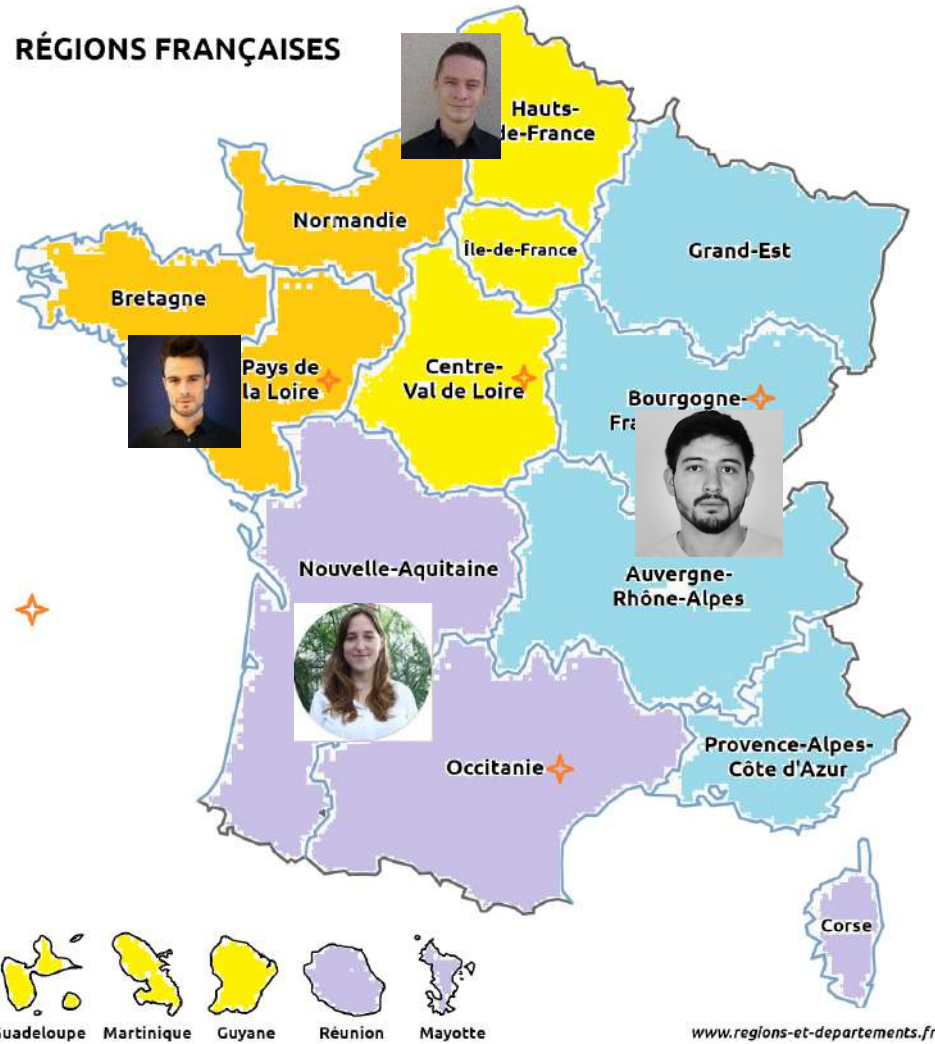 RÉGIONS FRANÇAISES
Hauts-
de-France
Normandie
Île-de-France
Grand-Est
Bretagne
Pays de
la Loire
Centre-
Val de Loire
Bourgogne-
Nouvelle-Aquitaine
Auvergne-
Rhône-Alpes
Occitanie
Provence-Alpes-
Côte d'Azur
Corse
Guadeloupe Martinique Guyane Réunion Mayotte
www.regions-et-departements.fr